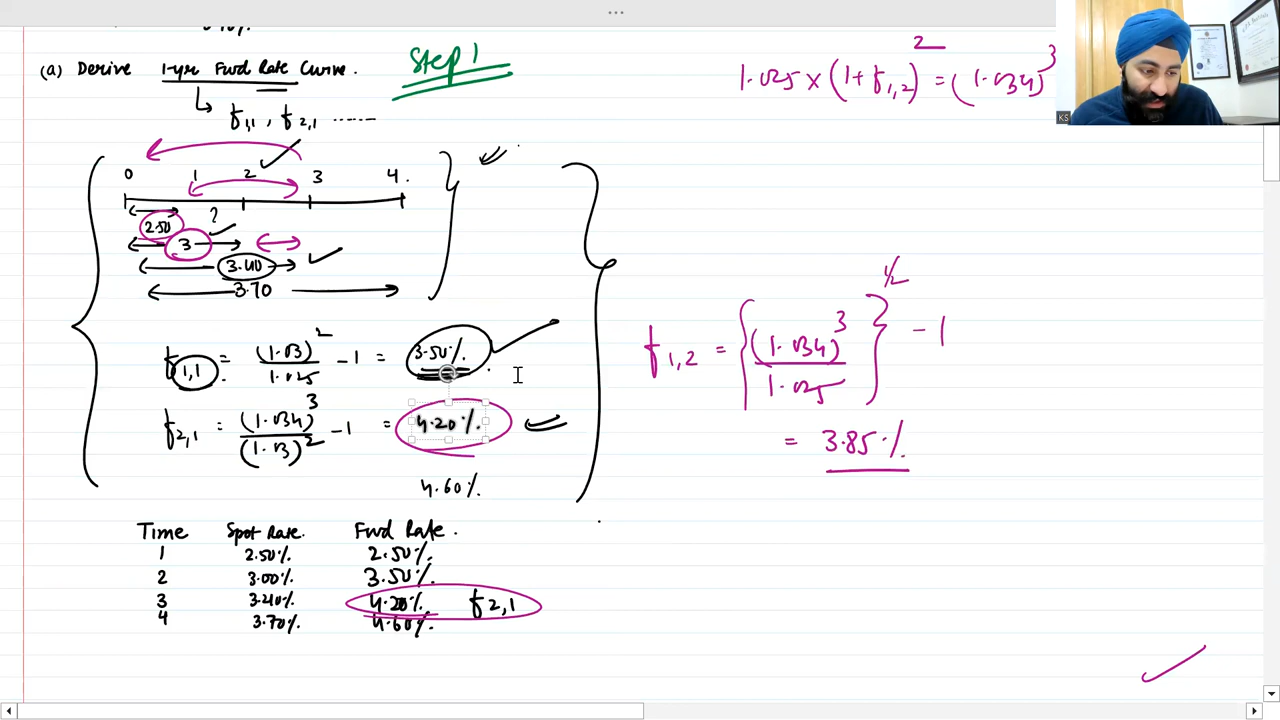 (a) Derive 1-yr Fwd Rate Curve.
Step 1
f1,1 , f2,1 ......
0 1 2 3 4
2.50 ?
3
3.40
3.70
f1,1 = (1.03)^2 / 1.025 - 1 = 3.50%
f2,1 = (1.034)^3 / (1.03)^2 - 1 = 4.20%.
4.60%
Time Spot Rate. Fwd Rate.
1 2.50% 2.50%.
2 3.00% 3.50%.
3 3.40% 4.20% f2,1
4 3.70% 4.60%.
1.025 x (1+f1,2)^2 = (1.034)^3
f1,2 = {(1.034)^3 / 1.025}^1/2 - 1
= 3.85%
KS